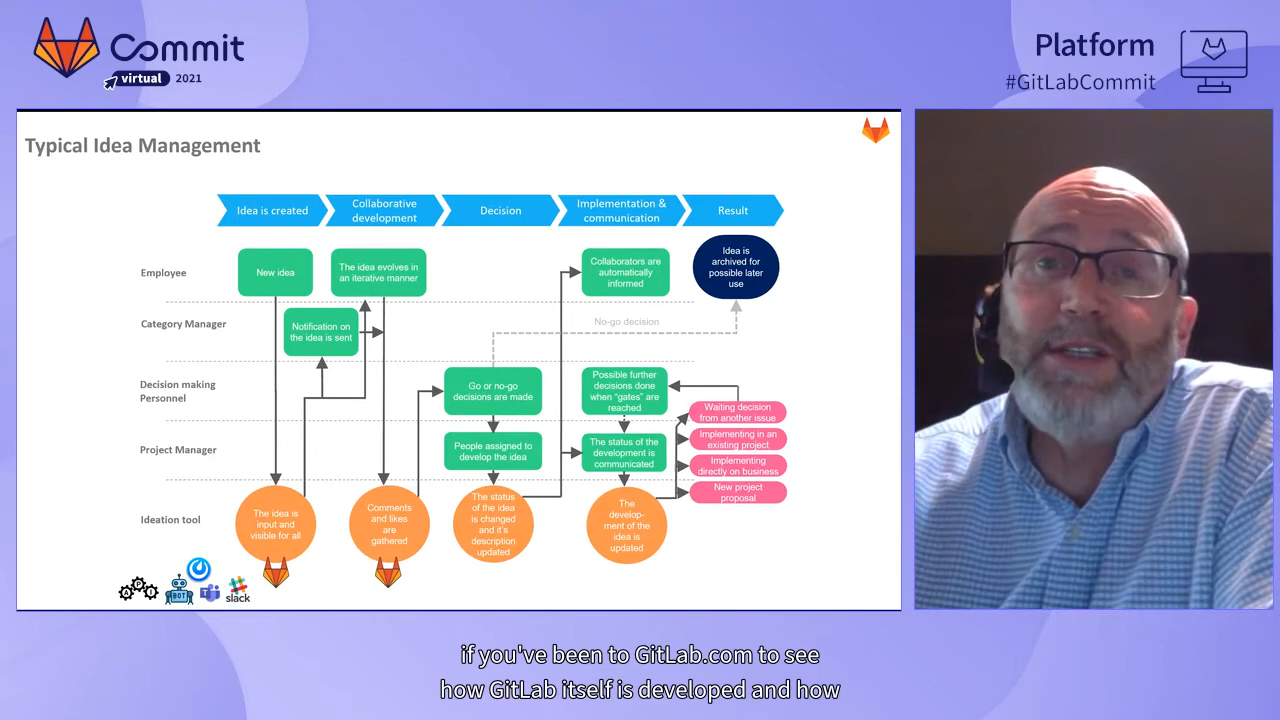 Commit
virtual 2021
Platform
#GitLabCommit
Typical Idea Management
Idea is created
Collaborative
development
Decision
Implementation &
communication
Result
Employee
New idea
The idea evolves in
an iterative manner
Collaborators are
automatically
informed
Idea is
archived for
possible later
use
Category Manager
Notification on
the idea is sent
No-go decision
Decision making
Personnel
Go or no-go
decisions are made
Possible further
decisions done
when "gates" are
reached
Waiting decision
from another issue
Project Manager
People assigned to
develop the idea
The status of the
development is
communicated
Implementing in an
existing project
Implementing
directly on business
New project
proposal
Ideation tool
The idea is
input and
visible for all
Comments
and likes
are
gathered
The status
of the idea
is changed
and it's
description
updated
The
develop-
ment of the
idea is
updated
A P I
BOT
T
slack
if you've been to GitLab.com to see
how GitLab itself is developed and how